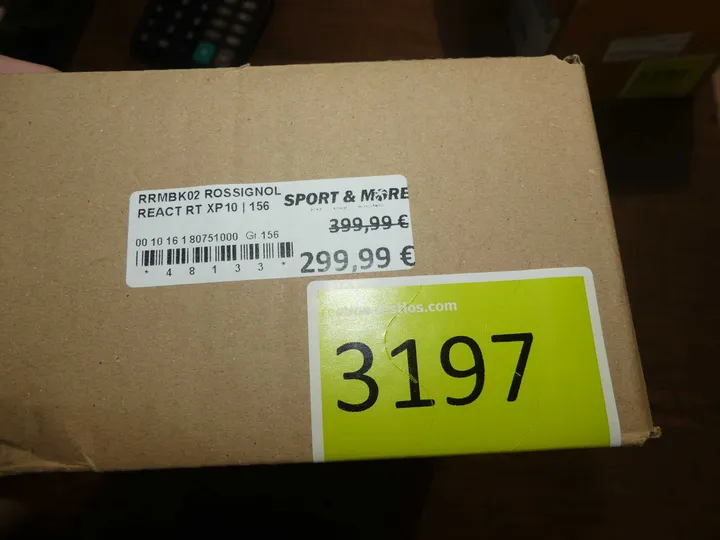 RRMBK02 ROSSIGNOL
REACT RT XP10 | 156
SPORT & MORE
399,99 €
00 10 16 1 80751000 Gr.156
* 4 8 1 3 3 *
299,99 €
3197